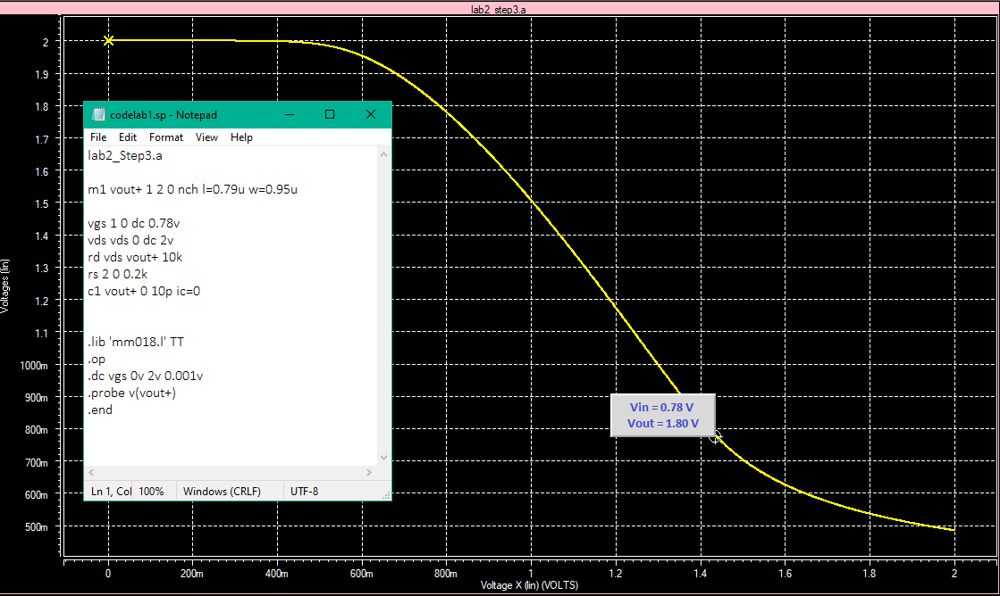 lab2_step3.a
codelab1.sp - Notepad
File Edit Format View Help
lab2_Step3.a
m1 vout+ 1 2 0 nch l=0.79u w=0.95u
vgs 1 0 dc 0.78v
vds vds 0 dc 2v
rd vds vout+ 10k
rs 2 0 0.2k
c1 vout+ 0 10p ic=0
.lib 'mm018.l' TT
.op
.dc vgs 0v 2v 0.001v
.probe v(vout+)
.end
Ln 1, Col 100% Windows (CRLF) UTF-8
Vin = 0.78 V
Vout = 1.80 V
Voltages (lin)
2
1.9
1.8
1.7
1.6
1.5
1.4
1.3
1.2
1.1
1000m
900m
800m
700m
600m
500m
0 200m 400m 600m 800m 1 1.2 1.4 1.6 1.8 2
Voltage X (lin) (VOLTS)